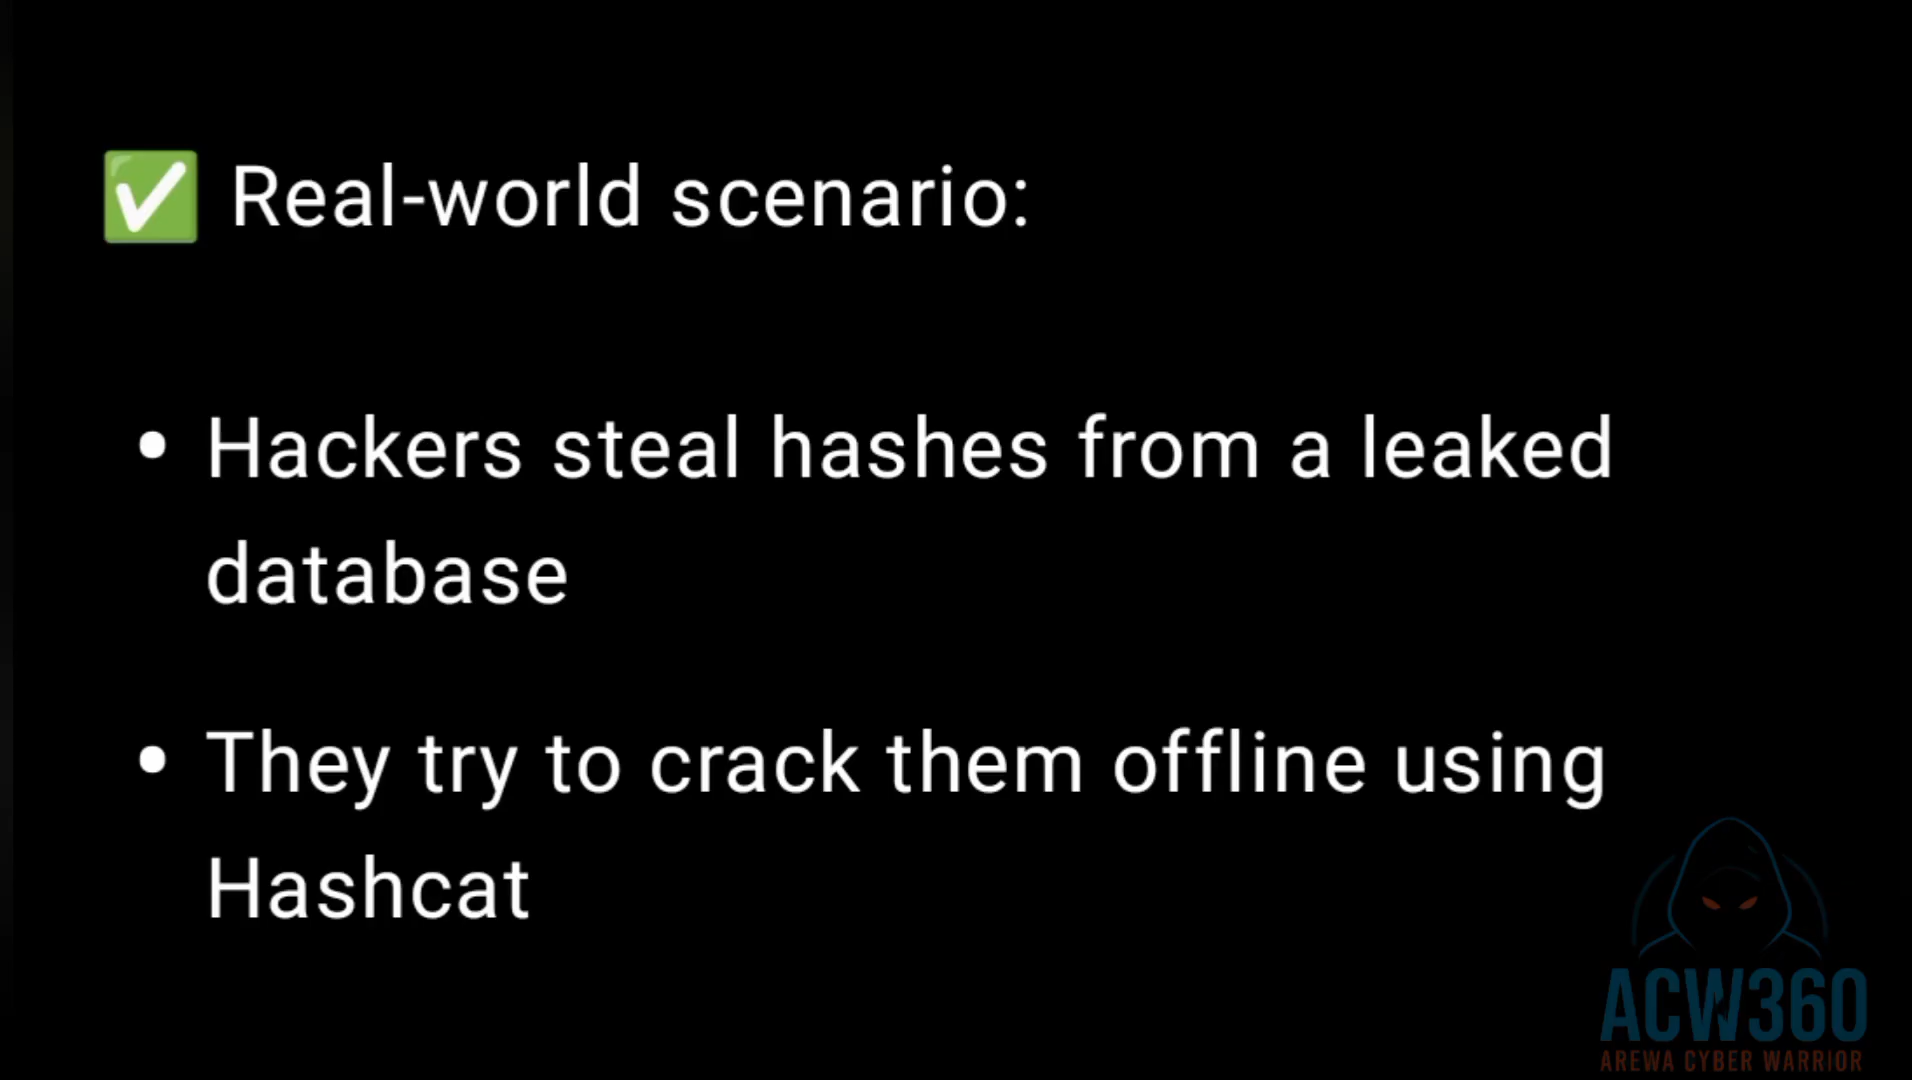 ✅ Real-world scenario:
• Hackers steal hashes from a leaked
database
• They try to crack them offline using
Hashcat
ACW360
AREWA CYBER WARRIOR